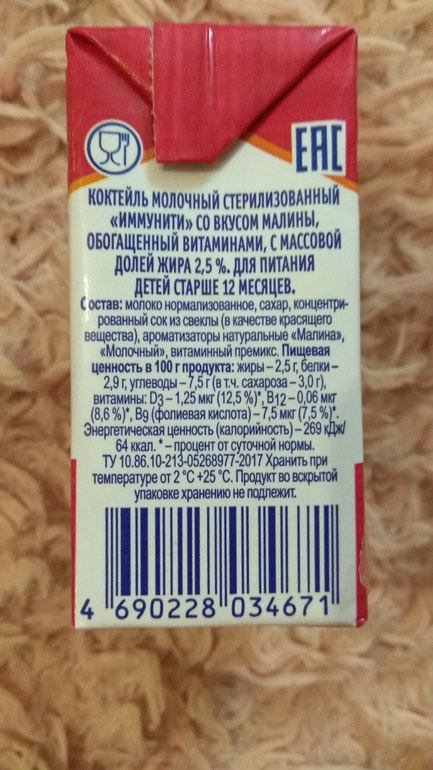 EAC
КОКТЕЙЛЬ МОЛОЧНЫЙ СТЕРИЛИЗОВАННЫЙ
«ИММУНИТИ» СО ВКУСОМ МАЛИНЫ,
ОБОГАЩЕННЫЙ ВИТАМИНАМИ, С МАССОВОЙ
ДОЛЕЙ ЖИРА 2,5 %. ДЛЯ ПИТАНИЯ
ДЕТЕЙ СТАРШЕ 12 МЕСЯЦЕВ.
Состав: молоко нормализованное, сахар, концентри-
рованный сок из свеклы (в качестве красящего
вещества), ароматизаторы натуральные «Малина»,
«Молочный», витаминный премикс. Пищевая
ценность в 100 г продукта: жиры – 2,5 г, белки –
2,9 г, углеводы – 7,5 г (в т.ч. сахароза – 3,0 г),
витамины: D3 – 1,25 мкг (12,5 %)*, B12 – 0,06 мкг
(8,6 %)*, B9 (фолиевая кислота) – 7,5 мкг (7,5 %)*.
Энергетическая ценность (калорийность) – 269 кДж/
64 ккал. * – процент от суточной нормы.
ТУ 10.86.10-213-05268977-2017 Хранить при
температуре от 2 °С +25 °С. Продукт во вскрытой
упаковке хранению не подлежит.
4 690228 034671